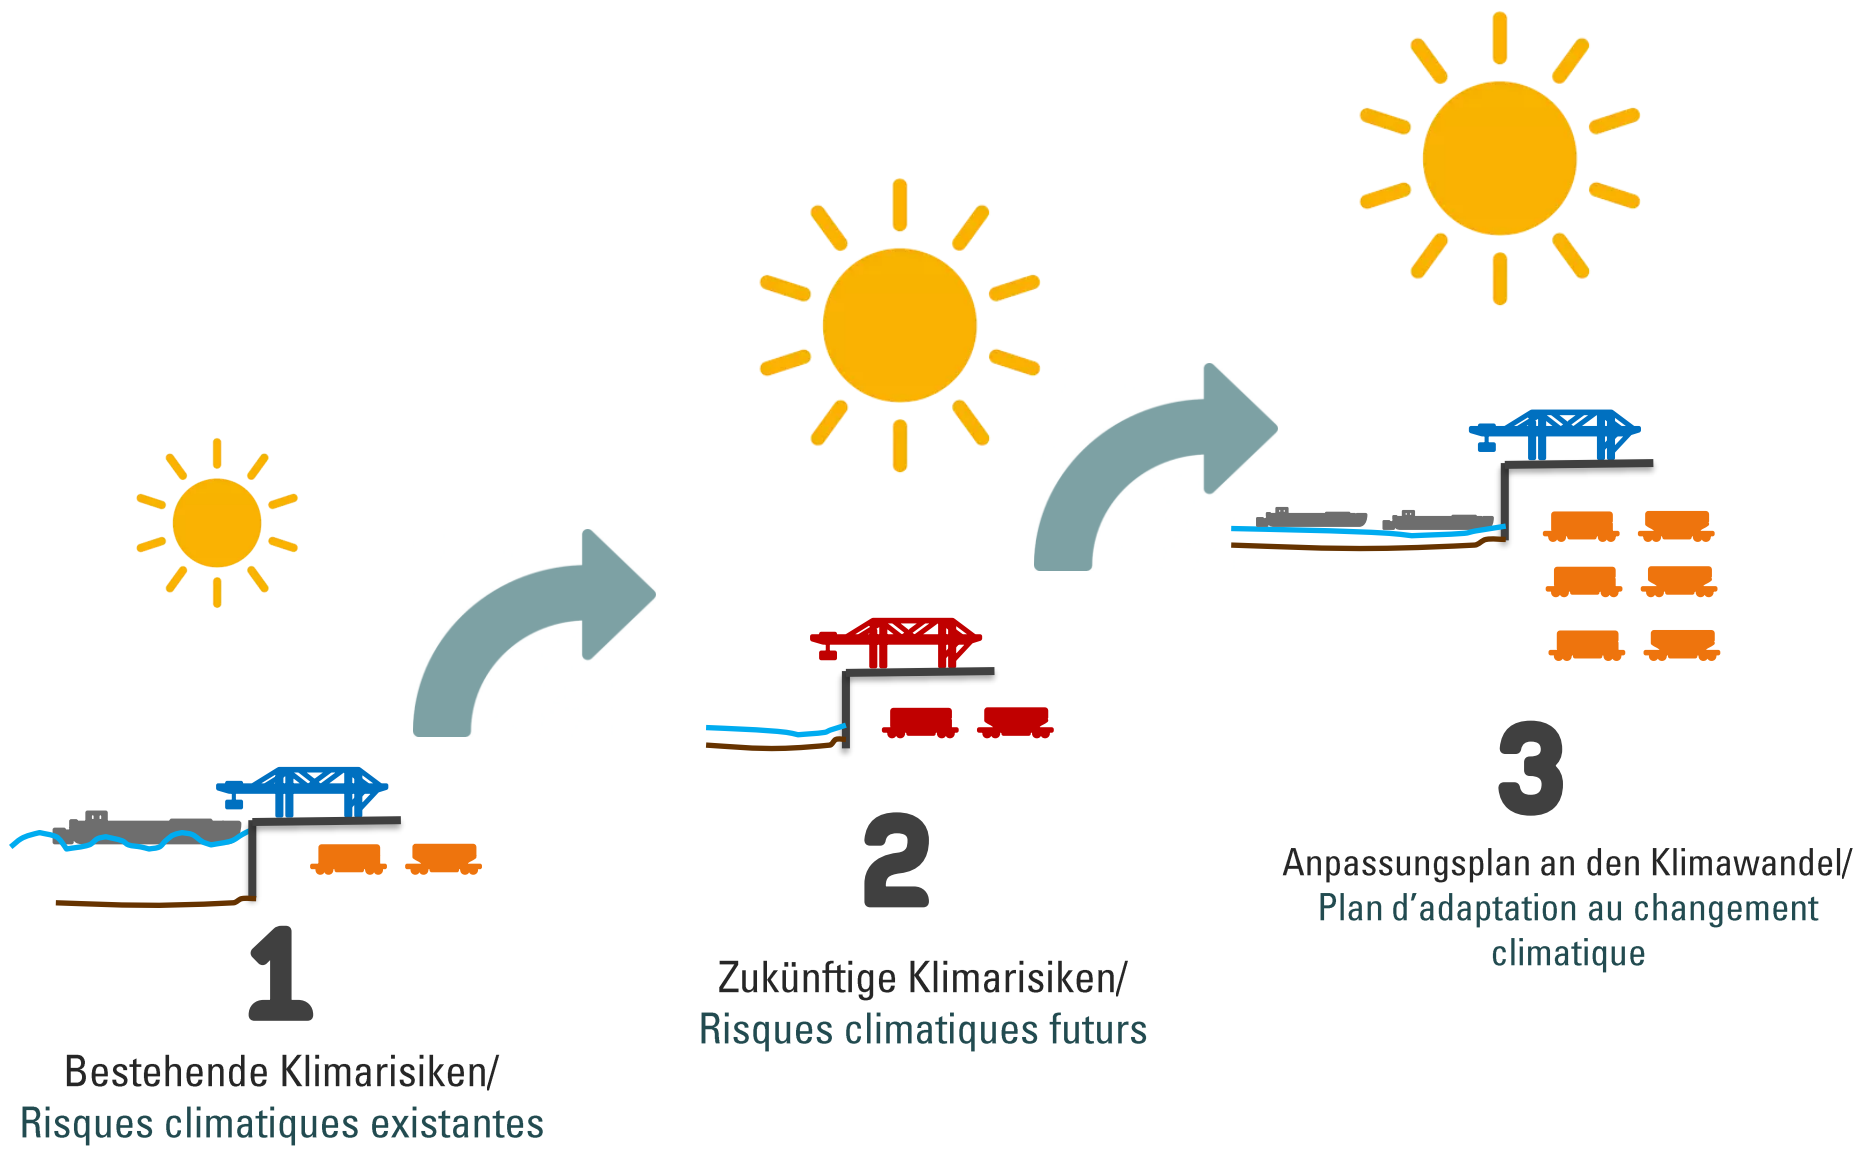 1
Bestehende Klimarisiken/
Risques climatiques existantes
2
Zukünftige Klimarisiken/
Risques climatiques futurs
3
Anpassungsplan an den Klimawandel/
Plan d’adaptation au changement
climatique